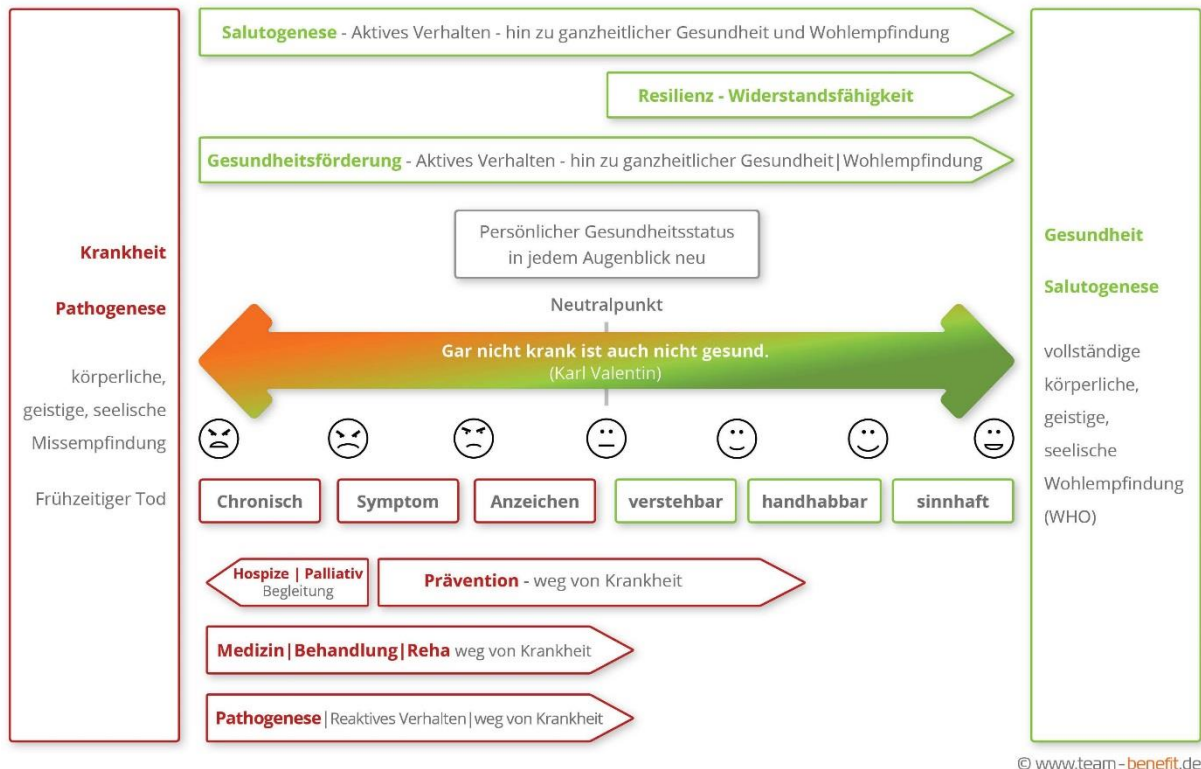 Salutogenese - Aktives Verhalten - hin zu ganzheitlicher Gesundheit und Wohlempfindung
Resilienz - Widerstandsfähigkeit
Gesundheitsförderung - Aktives Verhalten - hin zu ganzheitlicher Gesundheit|Wohlempfindung
Krankheit
Pathogenese
körperliche,
geistige, seelische
Missempfindung
Frühzeitiger Tod
Persönlicher Gesundheitsstatus
in jedem Augenblick neu
Neutralpunkt
Gar nicht krank ist auch nicht gesund.
(Karl Valentin)
Chronisch
Symptom
Anzeichen
verstehbar
handhabbar
sinnhaft
Gesundheit
Salutogenese
vollständige
körperliche,
geistige,
seelische
Wohlempfindung
(WHO)
Hospize | Palliativ
Begleitung
Prävention - weg von Krankheit
Medizin|Behandlung|Reha weg von Krankheit
Pathogenese|Reaktives Verhalten|weg von Krankheit
© www.team-benefit.de